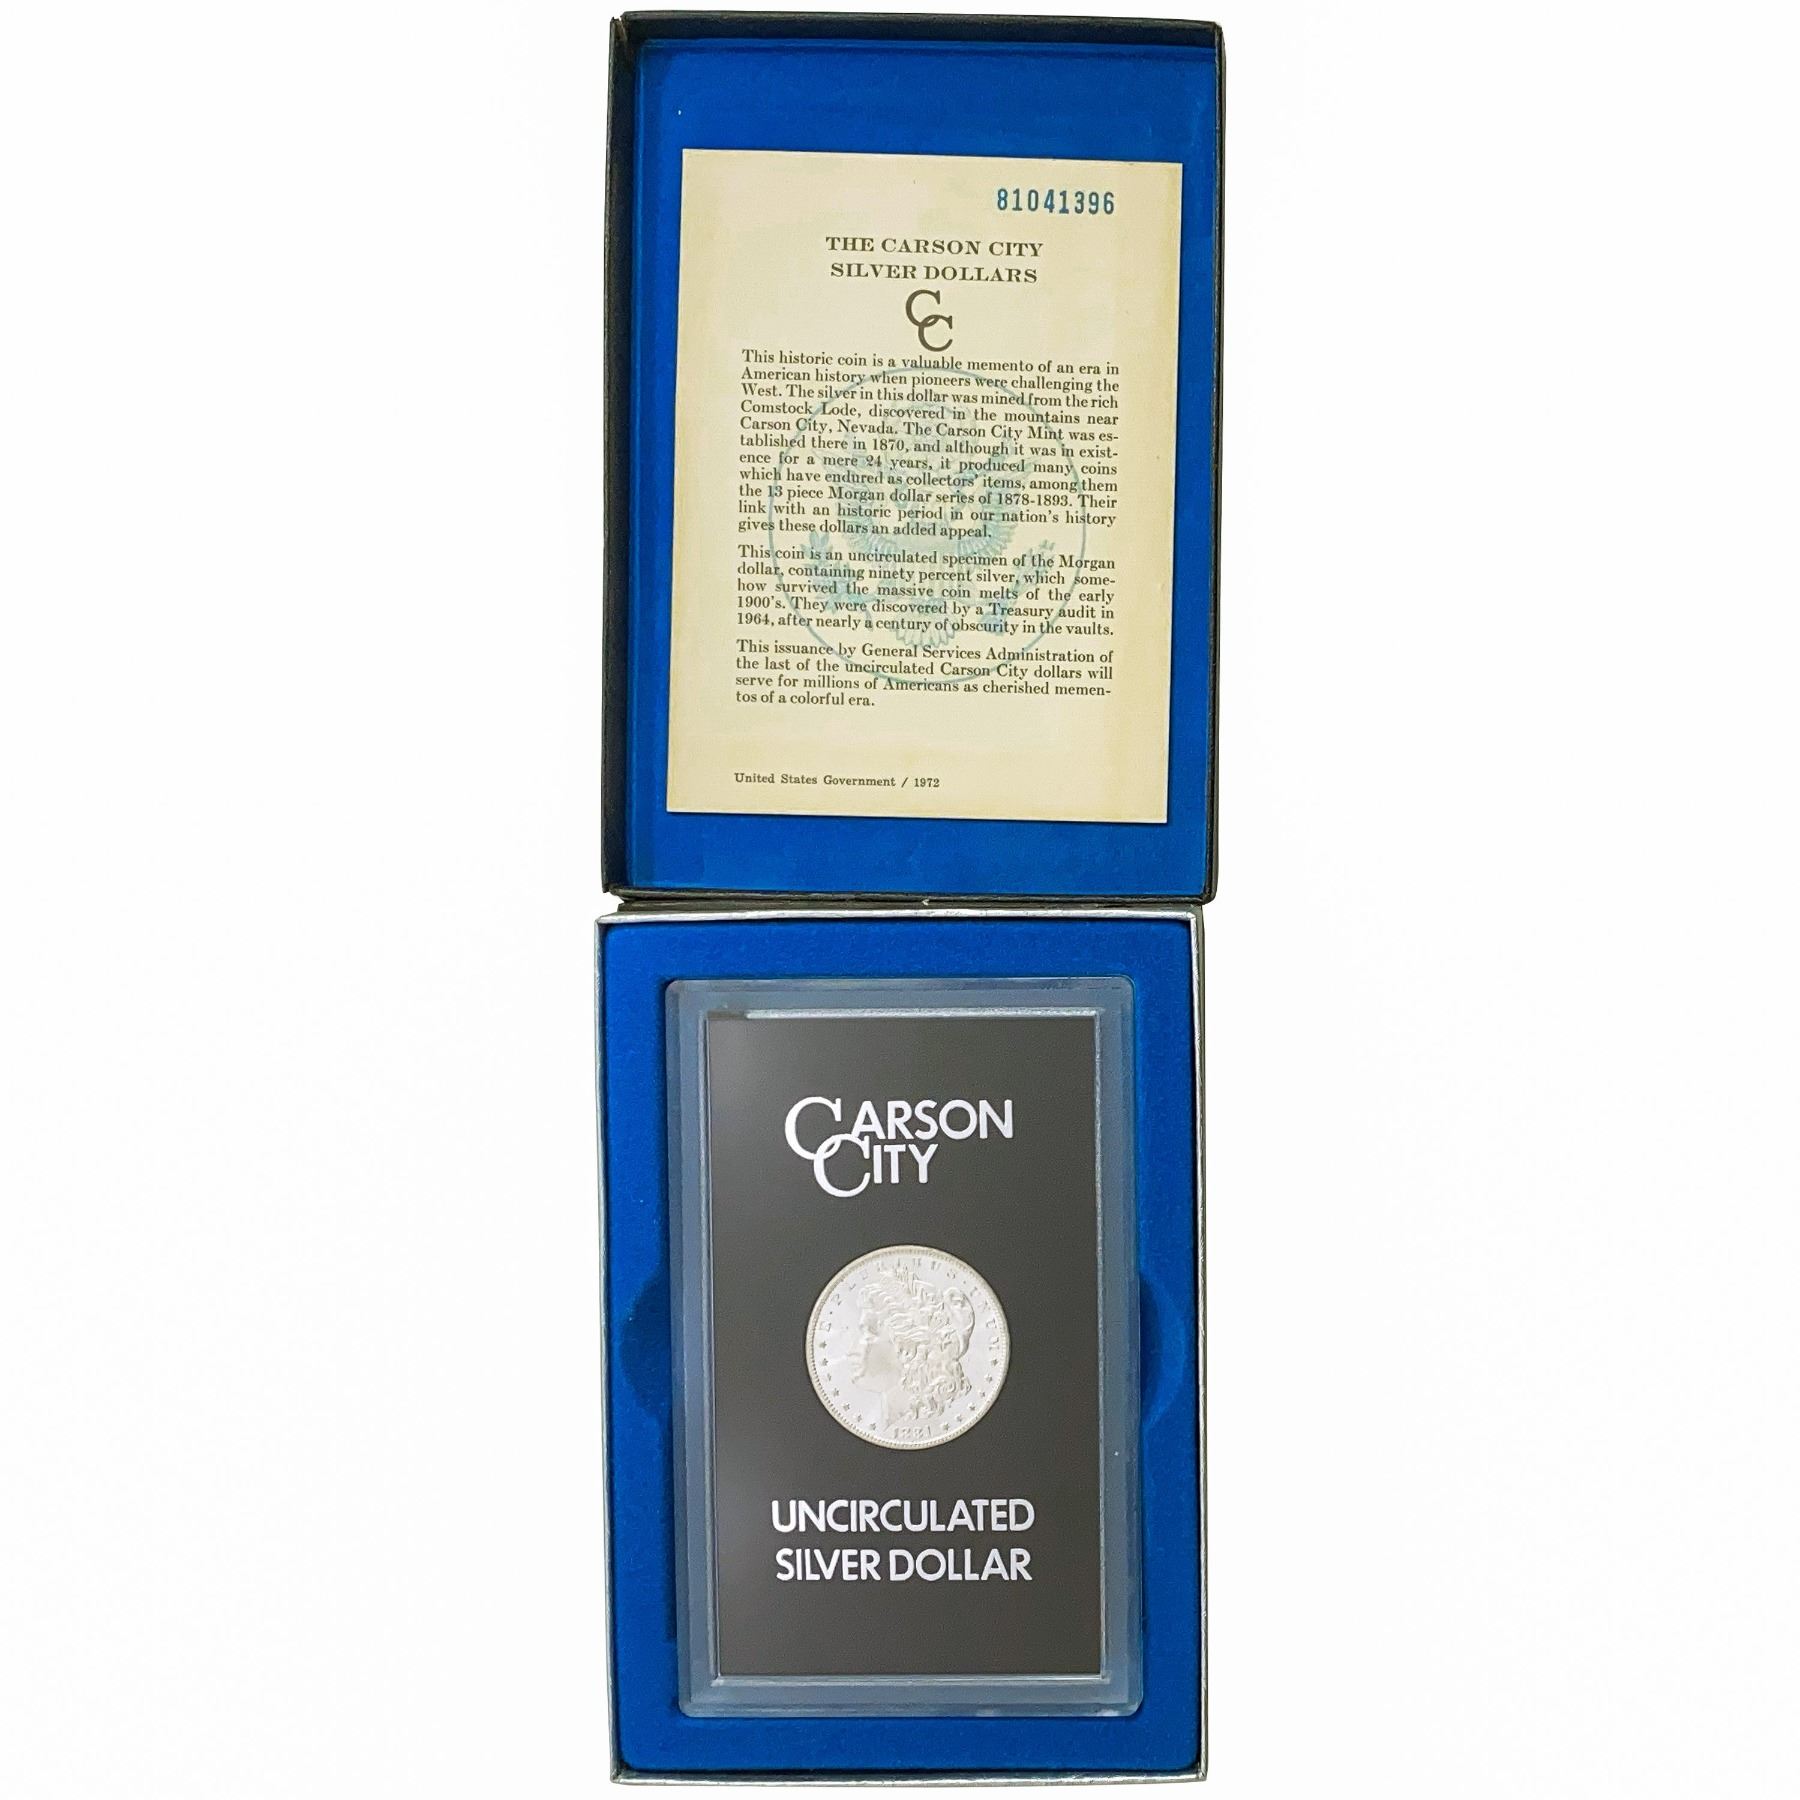 81041396
THE CARSON CITY
SILVER DOLLARS
CC
This historic coin is a valuable memento of an era in
American history when pioneers were challenging the
West. The silver in this dollar was mined from the rich
Comstock Lode, discovered in the mountains near
Carson City, Nevada. The Carson City Mint was es-
tablished there in 1870, and although it was in exist-
ence for a mere 24 years, it produced many coins
which have endured as collectors' items, among them
the 13 piece Morgan dollar series of 1878-1893. Their
link with an historic period in our nation's history
gives these dollars an added appeal.
This coin is an uncirculated specimen of the Morgan
dollar, containing ninety percent silver, which some-
how survived the massive coin melts of the early
1900's. They were discovered by a Treasury audit in
1964, after nearly a century of obscurity in the vaults.
This issuance by General Services Administration of
the last of the uncirculated Carson City dollars will
serve for millions of Americans as cherished memen-
tos of a colorful era.
United States Government / 1972
CARSON
CITY
E·PLURIBUS·UNUM
1881
UNCIRCULATED
SILVER DOLLAR